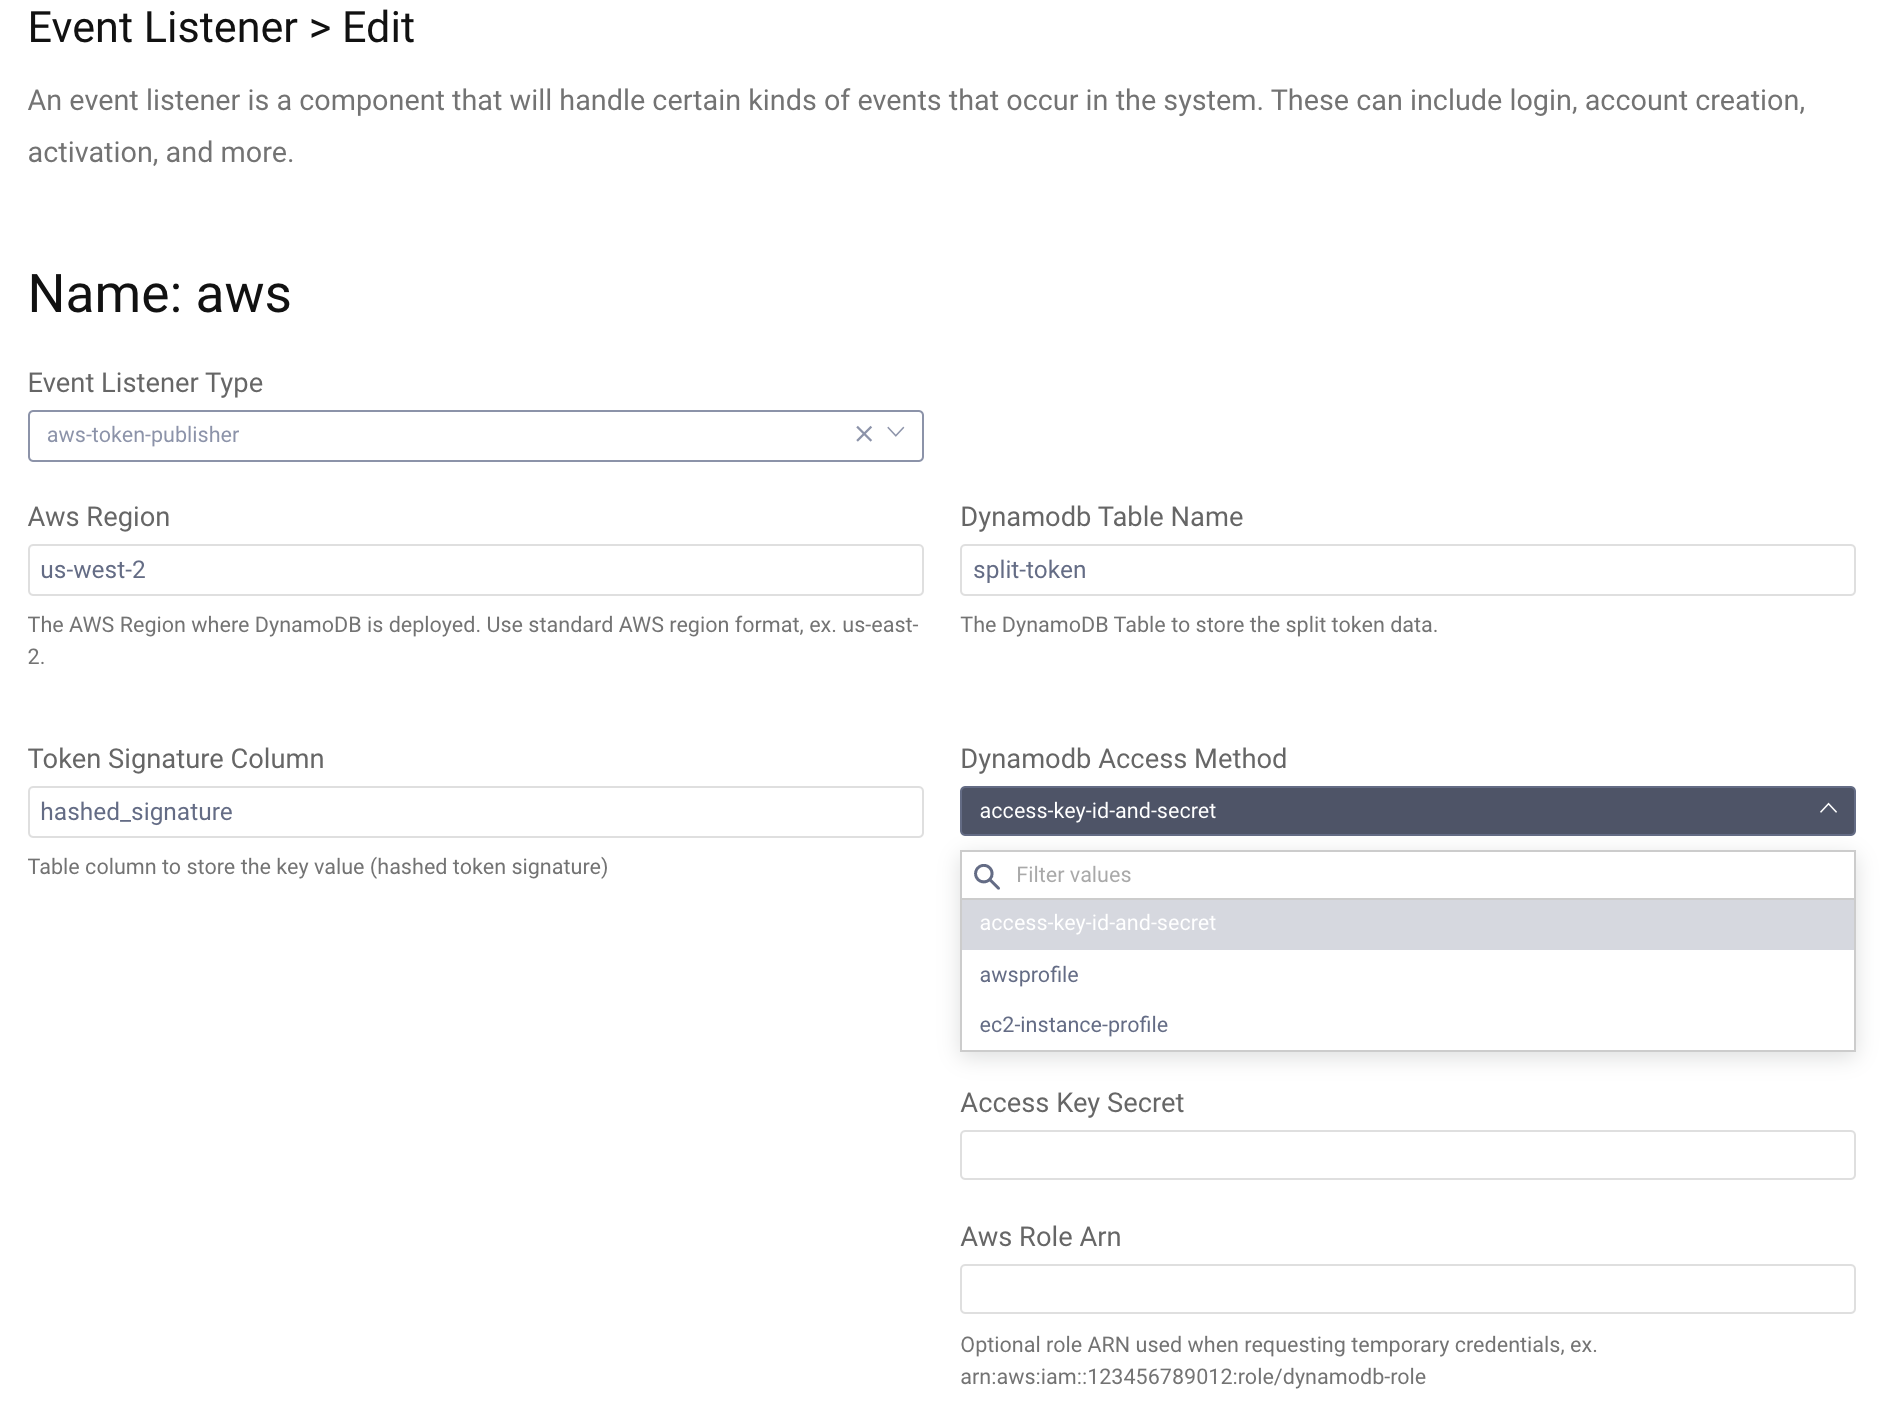 Event Listener > Edit
An event listener is a component that will handle certain kinds of events that occur in the system. These can include login, account creation,
activation, and more.
Name: aws
Event Listener Type
aws-token-publisher
Aws Region
us-west-2
The AWS Region where DynamoDB is deployed. Use standard AWS region format, ex. us-east-
2.
Dynamodb Table Name
split-token
The DynamoDB Table to store the split token data.
Token Signature Column
hashed_signature
Table column to store the key value (hashed token signature)
Dynamodb Access Method
access-key-id-and-secret
Filter values
access-key-id-and-secret
awsprofile
ec2-instance-profile
Access Key Secret
Aws Role Arn
Optional role ARN used when requesting temporary credentials, ex.
arn:aws:iam::123456789012:role/dynamodb-role